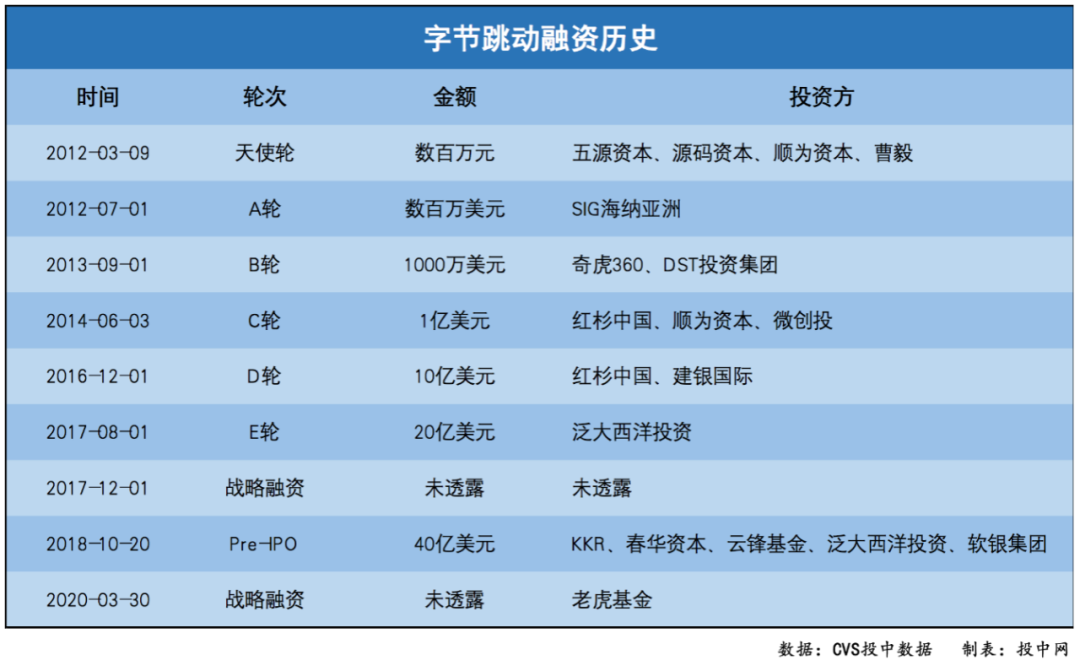 字节跳动融资历史
时间 轮次 金额 投资方
2012-03-09 天使轮 数百万元 五源资本、源码资本、顺为资本、曹毅
2012-07-01 A轮 数百万美元 SIG海纳亚洲
2013-09-01 B轮 1000万美元 奇虎360、DST投资集团
2014-06-03 C轮 1亿美元 红杉中国、顺为资本、微创投
2016-12-01 D轮 10亿美元 红杉中国、建银国际
2017-08-01 E轮 20亿美元 泛大西洋投资
2017-12-01 战略融资 未透露 未透露
2018-10-20 Pre-IPO 40亿美元 KKR、春华资本、云锋基金、泛大西洋投资、软银集团
2020-03-30 战略融资 未透露 老虎基金
数据：CVS投中数据 制表：投中网